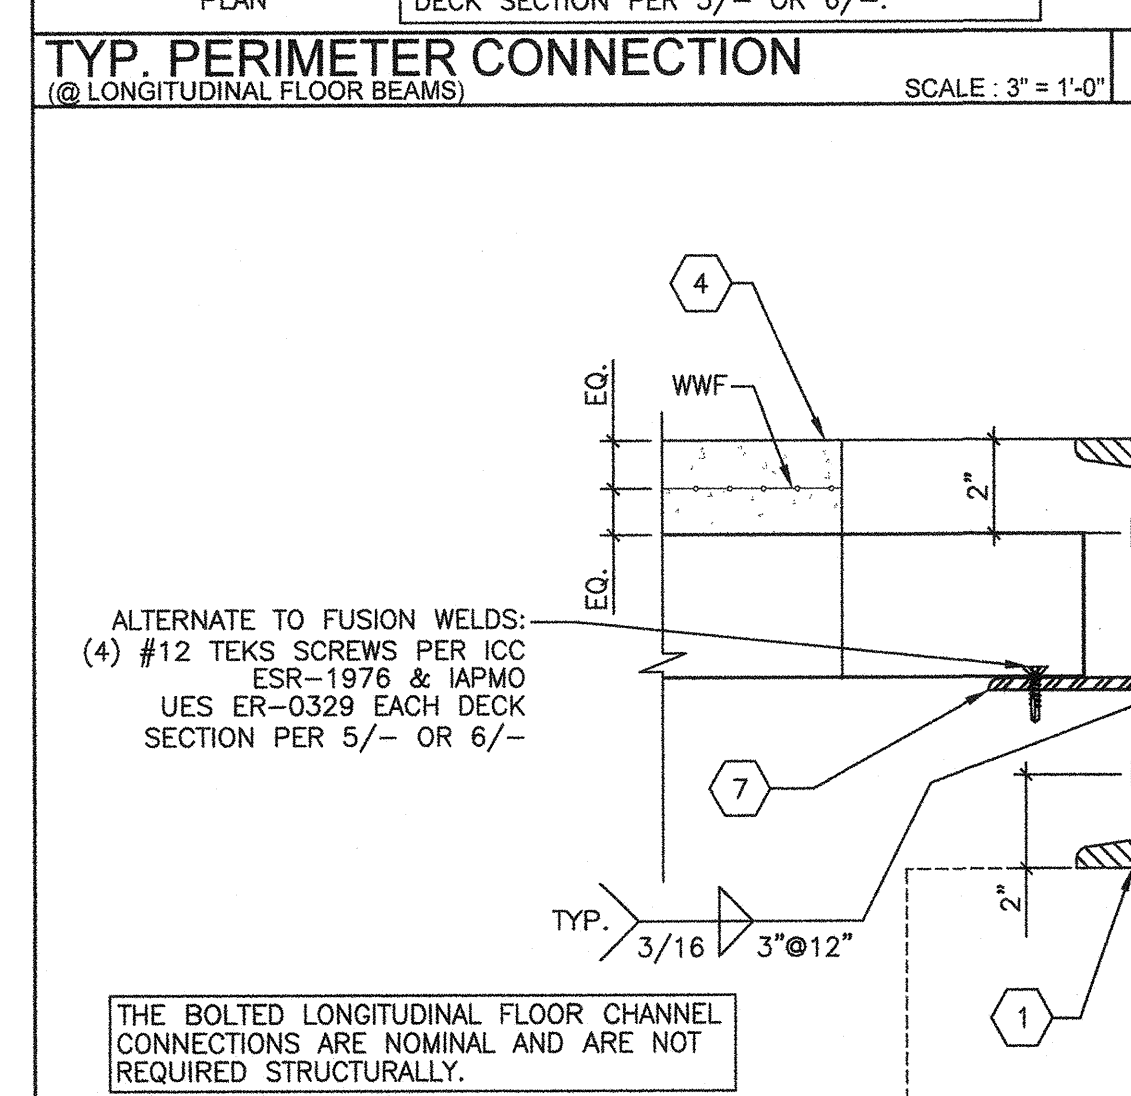 PLAN
DECK SECTION PER 5/– OR 6/–.
TYP. PERIMETER CONNECTION
(@ LONGITUDINAL FLOOR BEAMS)
SCALE : 3" = 1'-0"
4
EQ.
WWF
2"
EQ.
ALTERNATE TO FUSION WELDS:
(4) #12 TEKS SCREWS PER ICC
ESR–1976 & IAPMO
UES ER–0329 EACH DECK
SECTION PER 5/– OR 6/–
7
2"
TYP.
3/16
3"@12"
1
THE BOLTED LONGITUDINAL FLOOR CHANNEL
CONNECTIONS ARE NOMINAL AND ARE NOT
REQUIRED STRUCTURALLY.